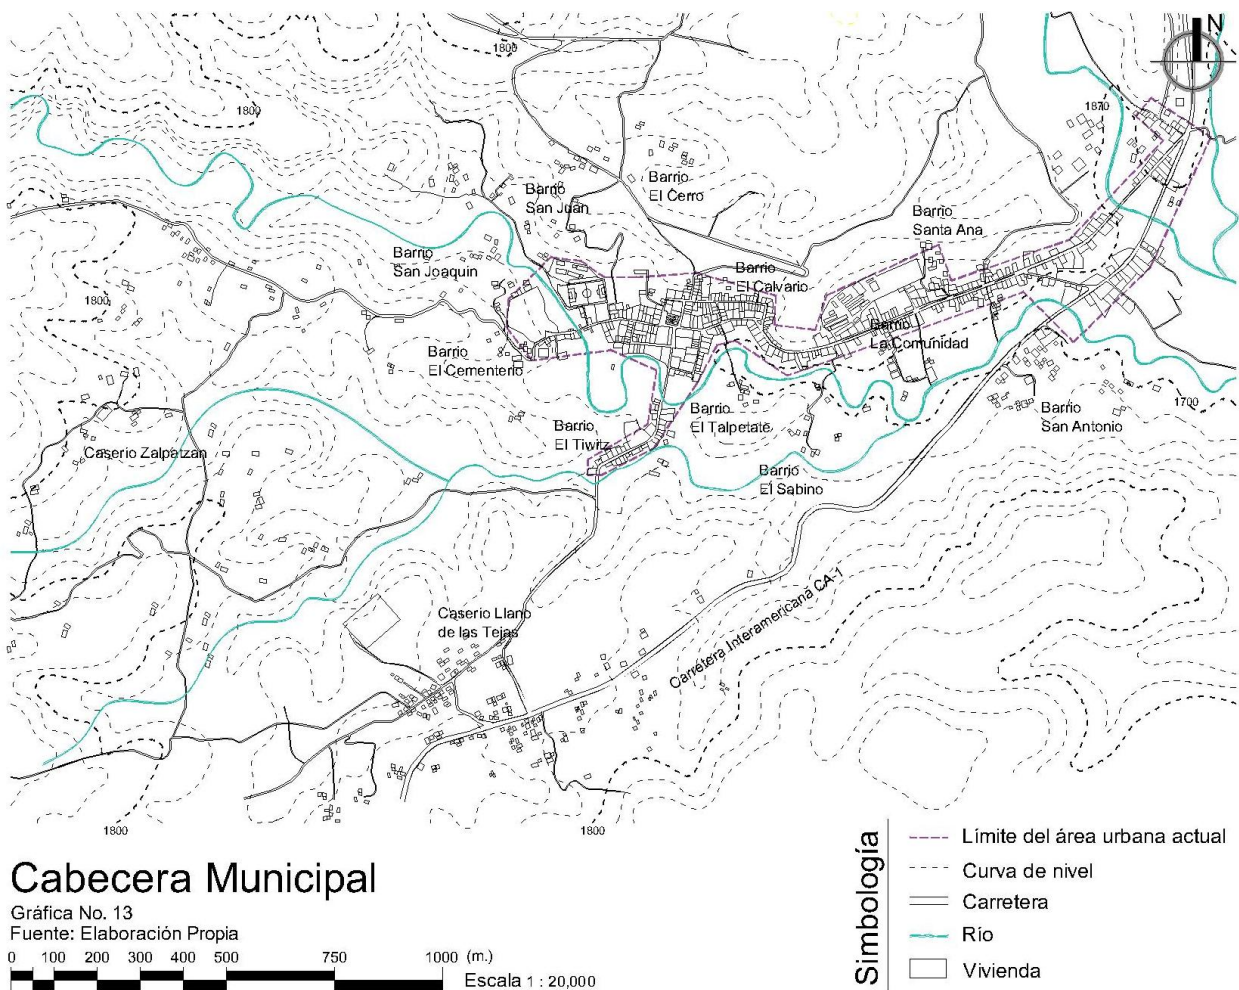 N
1800
1870
1800
Barrio
San Juan
Barrio
El Cerro
Barrio
Santa Ana
Barrio
San Joaquin
Barrio
El Calvario
1800
Barrio
La Comunidad
Barrio
El Cementerio
1700
Barrio
El Talpetate
Barrio
San Antonio
Barrio
El Tiwitz
Caserio Zalpatzan
Barrio
El Sabino
Carretera Interamericana CA-1
Caserio Llano
de las Tejas
1800
1800
Cabecera Municipal
Gráfica No. 13
Fuente: Elaboración Propia
0 100 200 300 400 500 750 1000 (m.)
Escala 1 : 20,000
Simbología
Límite del área urbana actual
Curva de nivel
Carretera
Río
Vivienda